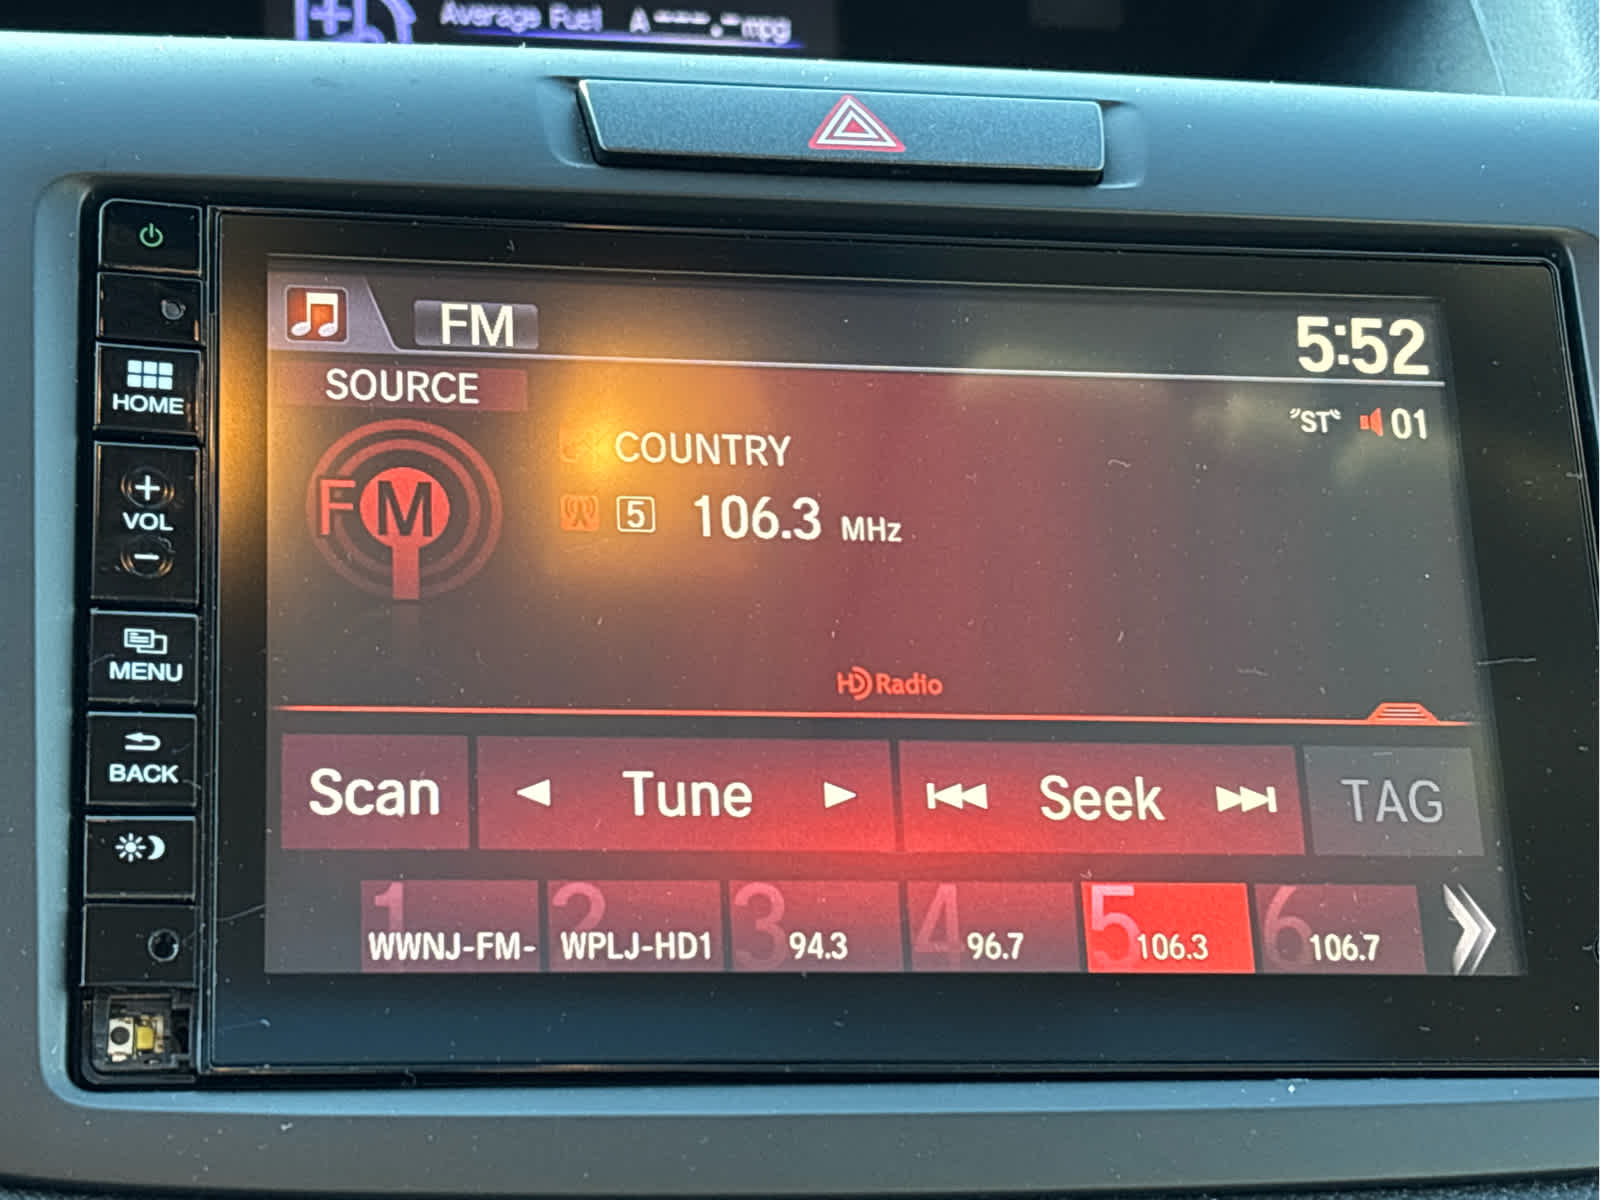 Average Fuel A ---.- mpg
FM
5:52
SOURCE
"ST" 01
COUNTRY
FM
5 106.3 MHz
HOME
+
VOL
-
MENU
HD Radio
BACK
Scan Tune Seek TAG
1 2 3 4 5 6
WWNJ-FM- WPLJ-HD1 94.3 96.7 106.3 106.7